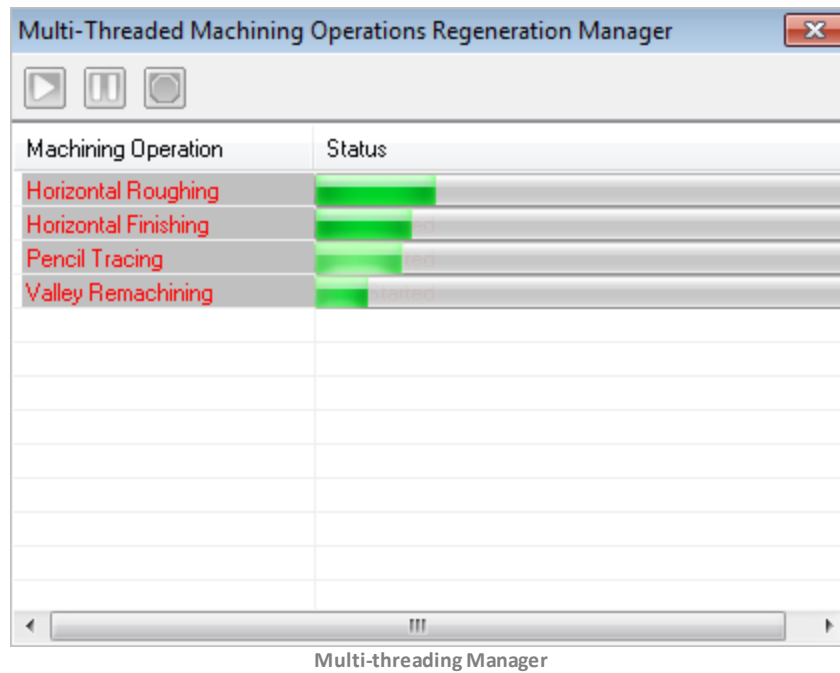 Multi-Threaded Machining Operations Regeneration Manager
Machining Operation Status
Horizontal Roughing
Horizontal Finishing
Pencil Tracing
Valley Remachining
Multi-threading Manager